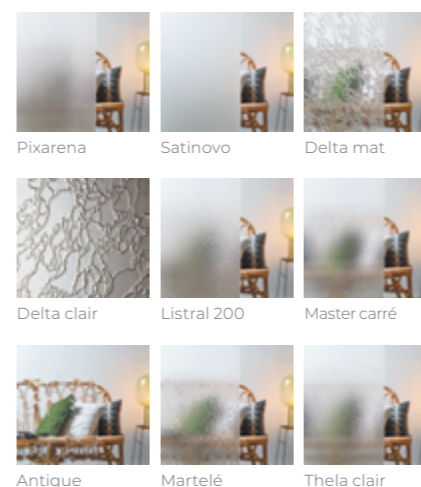 Pixarena
Satinovo
Delta mat
Delta clair
Listral 200
Master carré
Antique
Martelé
Thela clair